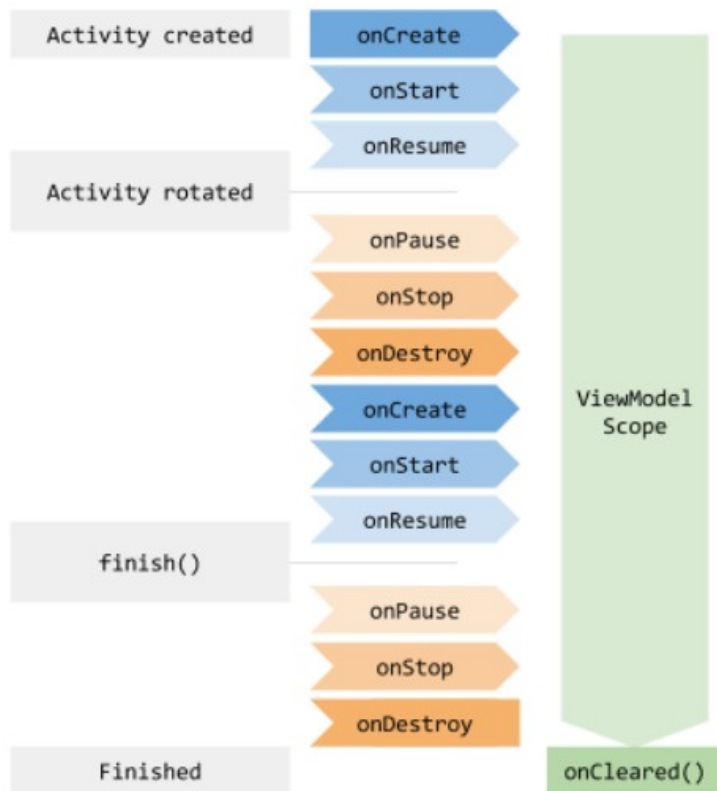 Activity created
onCreate
onStart
onResume
Activity rotated
onPause
onStop
onDestroy
onCreate
onStart
onResume
finish()
onPause
onStop
onDestroy
Finished
ViewModel
Scope
onCleared()